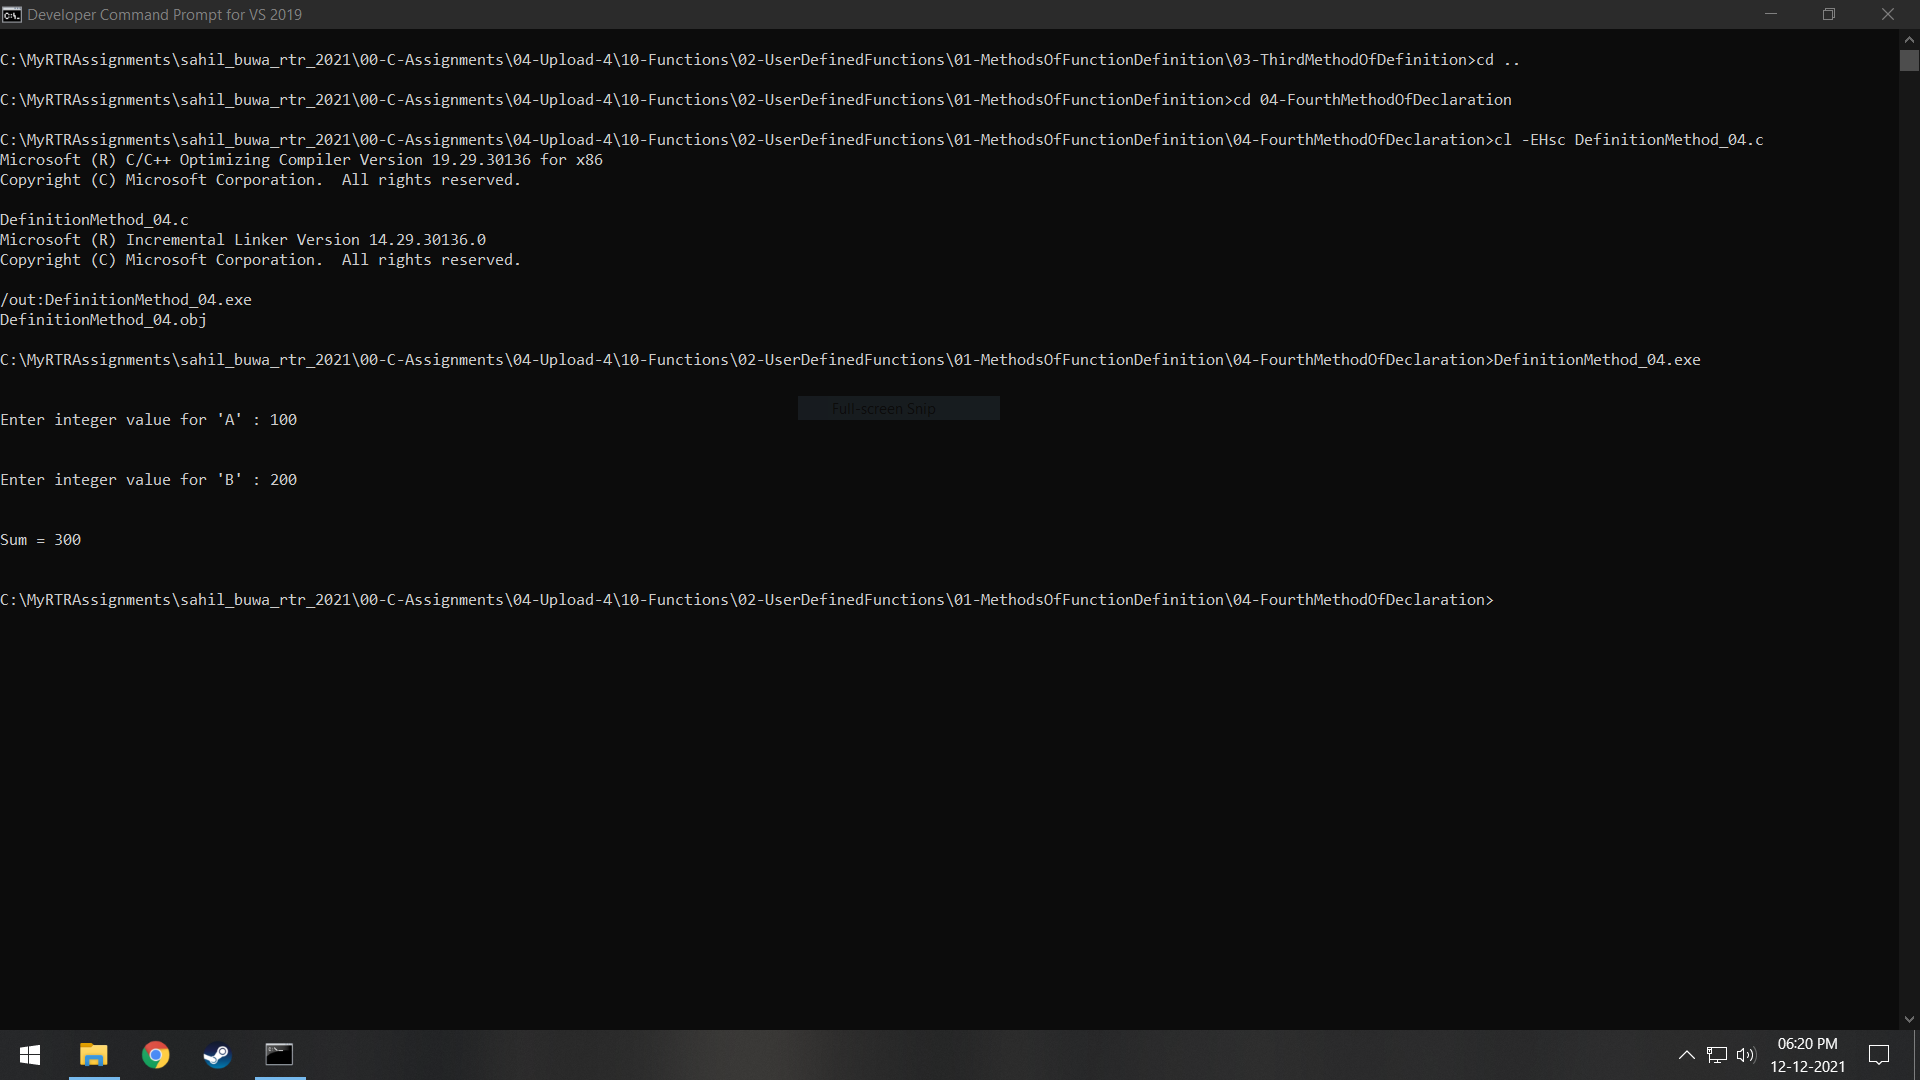 Developer Command Prompt for VS 2019
C:\MyRTRAssignments\sahil_buwa_rtr_2021\00-C-Assignments\04-Upload-4\10-Functions\02-UserDefinedFunctions\01-MethodsOfFunctionDefinition\03-ThirdMethodOfDefinition>cd ..
C:\MyRTRAssignments\sahil_buwa_rtr_2021\00-C-Assignments\04-Upload-4\10-Functions\02-UserDefinedFunctions\01-MethodsOfFunctionDefinition>cd 04-FourthMethodOfDeclaration
C:\MyRTRAssignments\sahil_buwa_rtr_2021\00-C-Assignments\04-Upload-4\10-Functions\02-UserDefinedFunctions\01-MethodsOfFunctionDefinition\04-FourthMethodOfDeclaration>cl -EHsc DefinitionMethod_04.c
Microsoft (R) C/C++ Optimizing Compiler Version 19.29.30136 for x86
Copyright (C) Microsoft Corporation.  All rights reserved.
DefinitionMethod_04.c
Microsoft (R) Incremental Linker Version 14.29.30136.0
Copyright (C) Microsoft Corporation.  All rights reserved.
/out:DefinitionMethod_04.exe
DefinitionMethod_04.obj
C:\MyRTRAssignments\sahil_buwa_rtr_2021\00-C-Assignments\04-Upload-4\10-Functions\02-UserDefinedFunctions\01-MethodsOfFunctionDefinition\04-FourthMethodOfDeclaration>DefinitionMethod_04.exe
Full-screen Snip
Enter integer value for 'A' : 100
Enter integer value for 'B' : 200
Sum = 300
C:\MyRTRAssignments\sahil_buwa_rtr_2021\00-C-Assignments\04-Upload-4\10-Functions\02-UserDefinedFunctions\01-MethodsOfFunctionDefinition\04-FourthMethodOfDeclaration>
06:20 PM
12-12-2021